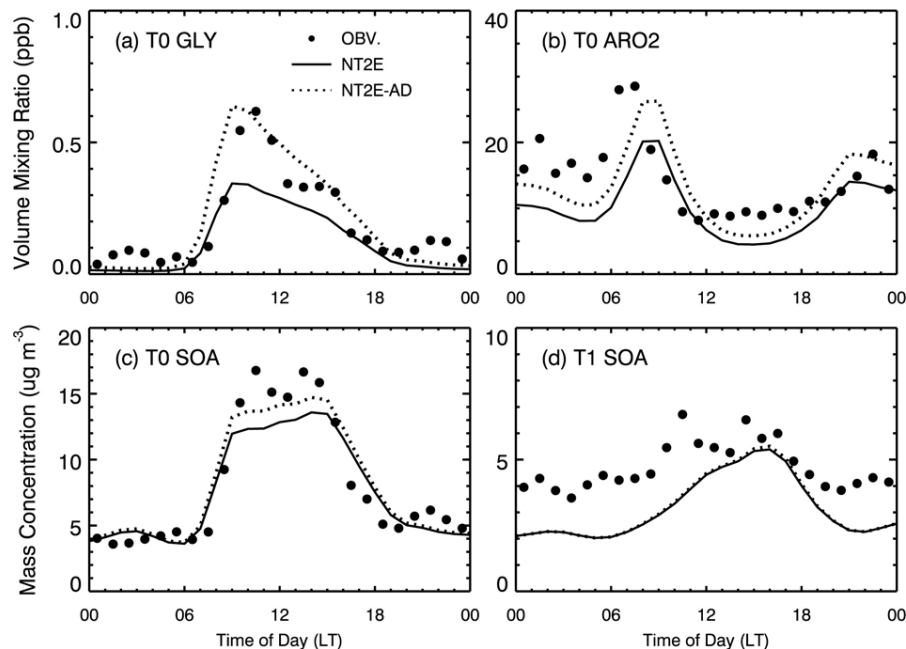 (a) T0 GLY
OBV.
NT2E
NT2E-AD
Volume Mixing Ratio (ppb)
1.0
0.5
0.0
00 06 12 18 00
(b) T0 ARO2
40
20
0
00 06 12 18 00
(c) T0 SOA
Mass Concentration (ug m-3)
20
15
10
5
0
00 06 12 18 00
Time of Day (LT)
(d) T1 SOA
10
5
0
00 06 12 18 00
Time of Day (LT)